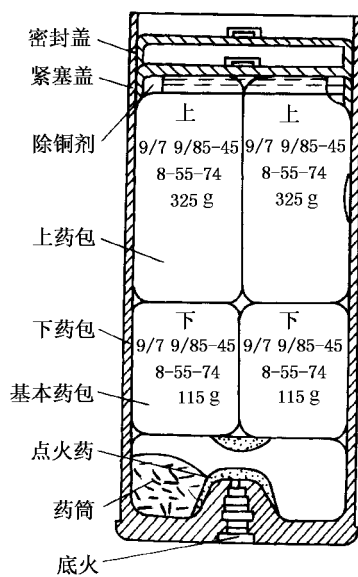 密封盖
紧塞盖
除铜剂
上药包
下药包
基本药包
点火药
药筒
底火
上
9/7 9/85-45
8-55-74
325 g
上
9/7 9/85-45
8-55-74
325 g
下
9/7 9/85-45
8-55-74
115 g
下
9/7 9/85-45
8-55-74
115 g